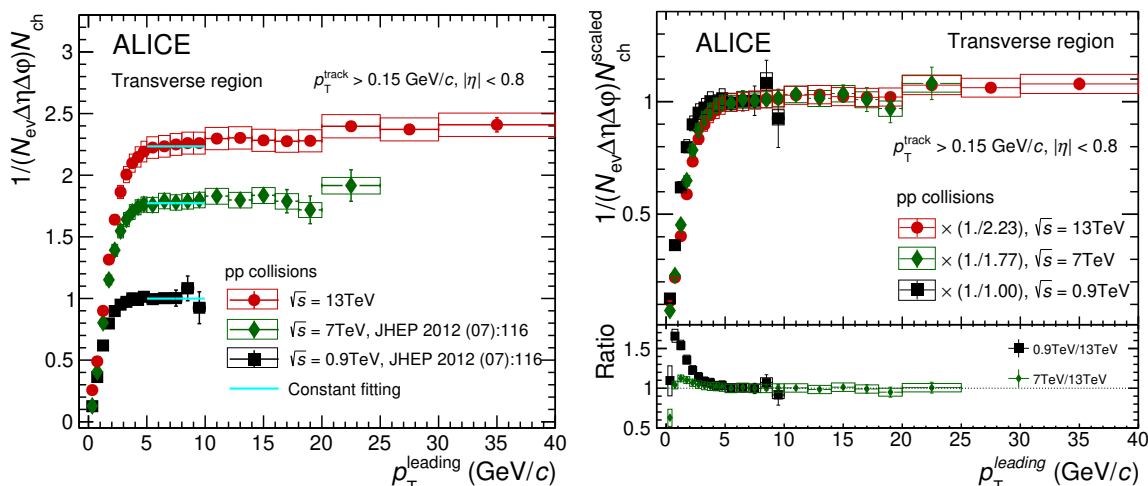 ALICE
Transverse region
p_T^track > 0.15 GeV/c, |η| < 0.8
1/(N_ev ΔηΔφ)N_ch
3
2.5
2
1.5
1
0.5
0
pp collisions
√s = 13TeV
√s = 7TeV, JHEP 2012 (07):116
√s = 0.9TeV, JHEP 2012 (07):116
Constant fitting
0 5 10 15 20 25 30 35 40
p_T^leading (GeV/c)
ALICE
Transverse region
1/(N_ev ΔηΔφ)N_ch^scaled
1
0.5
p_T^track > 0.15 GeV/c, |η| < 0.8
pp collisions
× (1./2.23), √s = 13TeV
× (1./1.77), √s = 7TeV
× (1./1.00), √s = 0.9TeV
Ratio
1.5
1
0.5
0.9TeV/13TeV
7TeV/13TeV
0 5 10 15 20 25 30 35 40
p_T^leading (GeV/c)